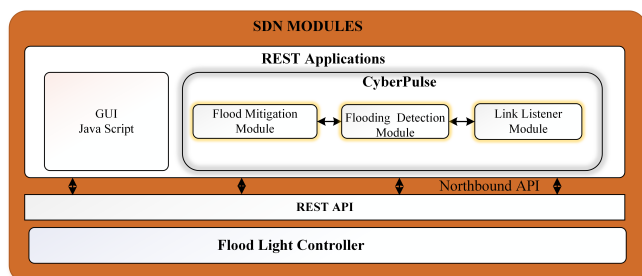 SDN MODULES
REST Applications
CyberPulse
GUI
Java Script
Flood Mitigation
Module
Flooding Detection
Module
Link Listener
Module
Northbound API
REST API
Flood Light Controller